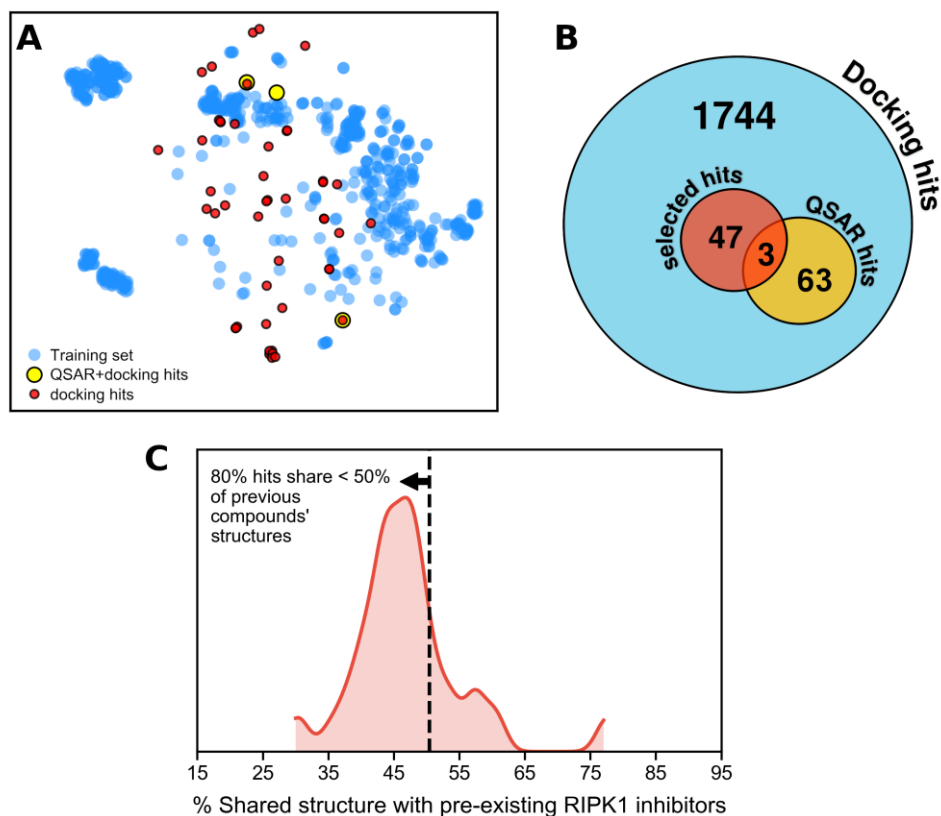 A
Training set
QSAR+docking hits
docking hits
B
Docking hits
1744
selected hits
QSAR hits
47
3
63
C
80% hits share < 50%
of previous
compounds'
structures
15 25 35 45 55 65 75 85 95
% Shared structure with pre-existing RIPK1 inhibitors